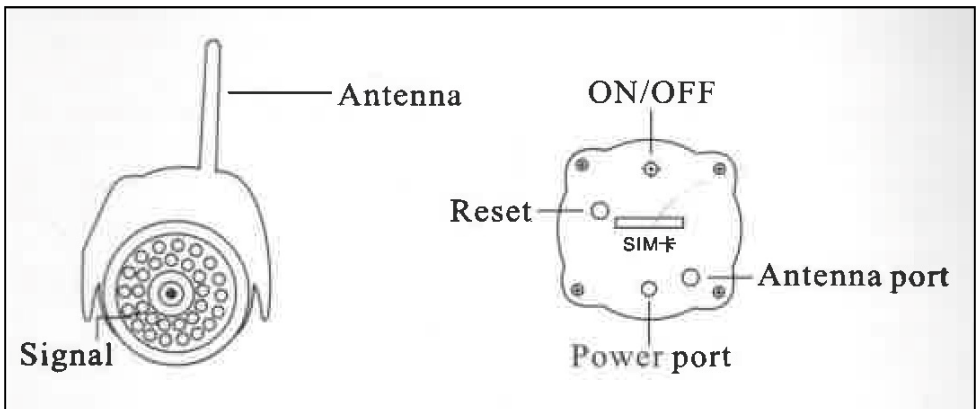 Antenna
Signal
ON/OFF
Reset
SIM卡
Antenna port
Power port